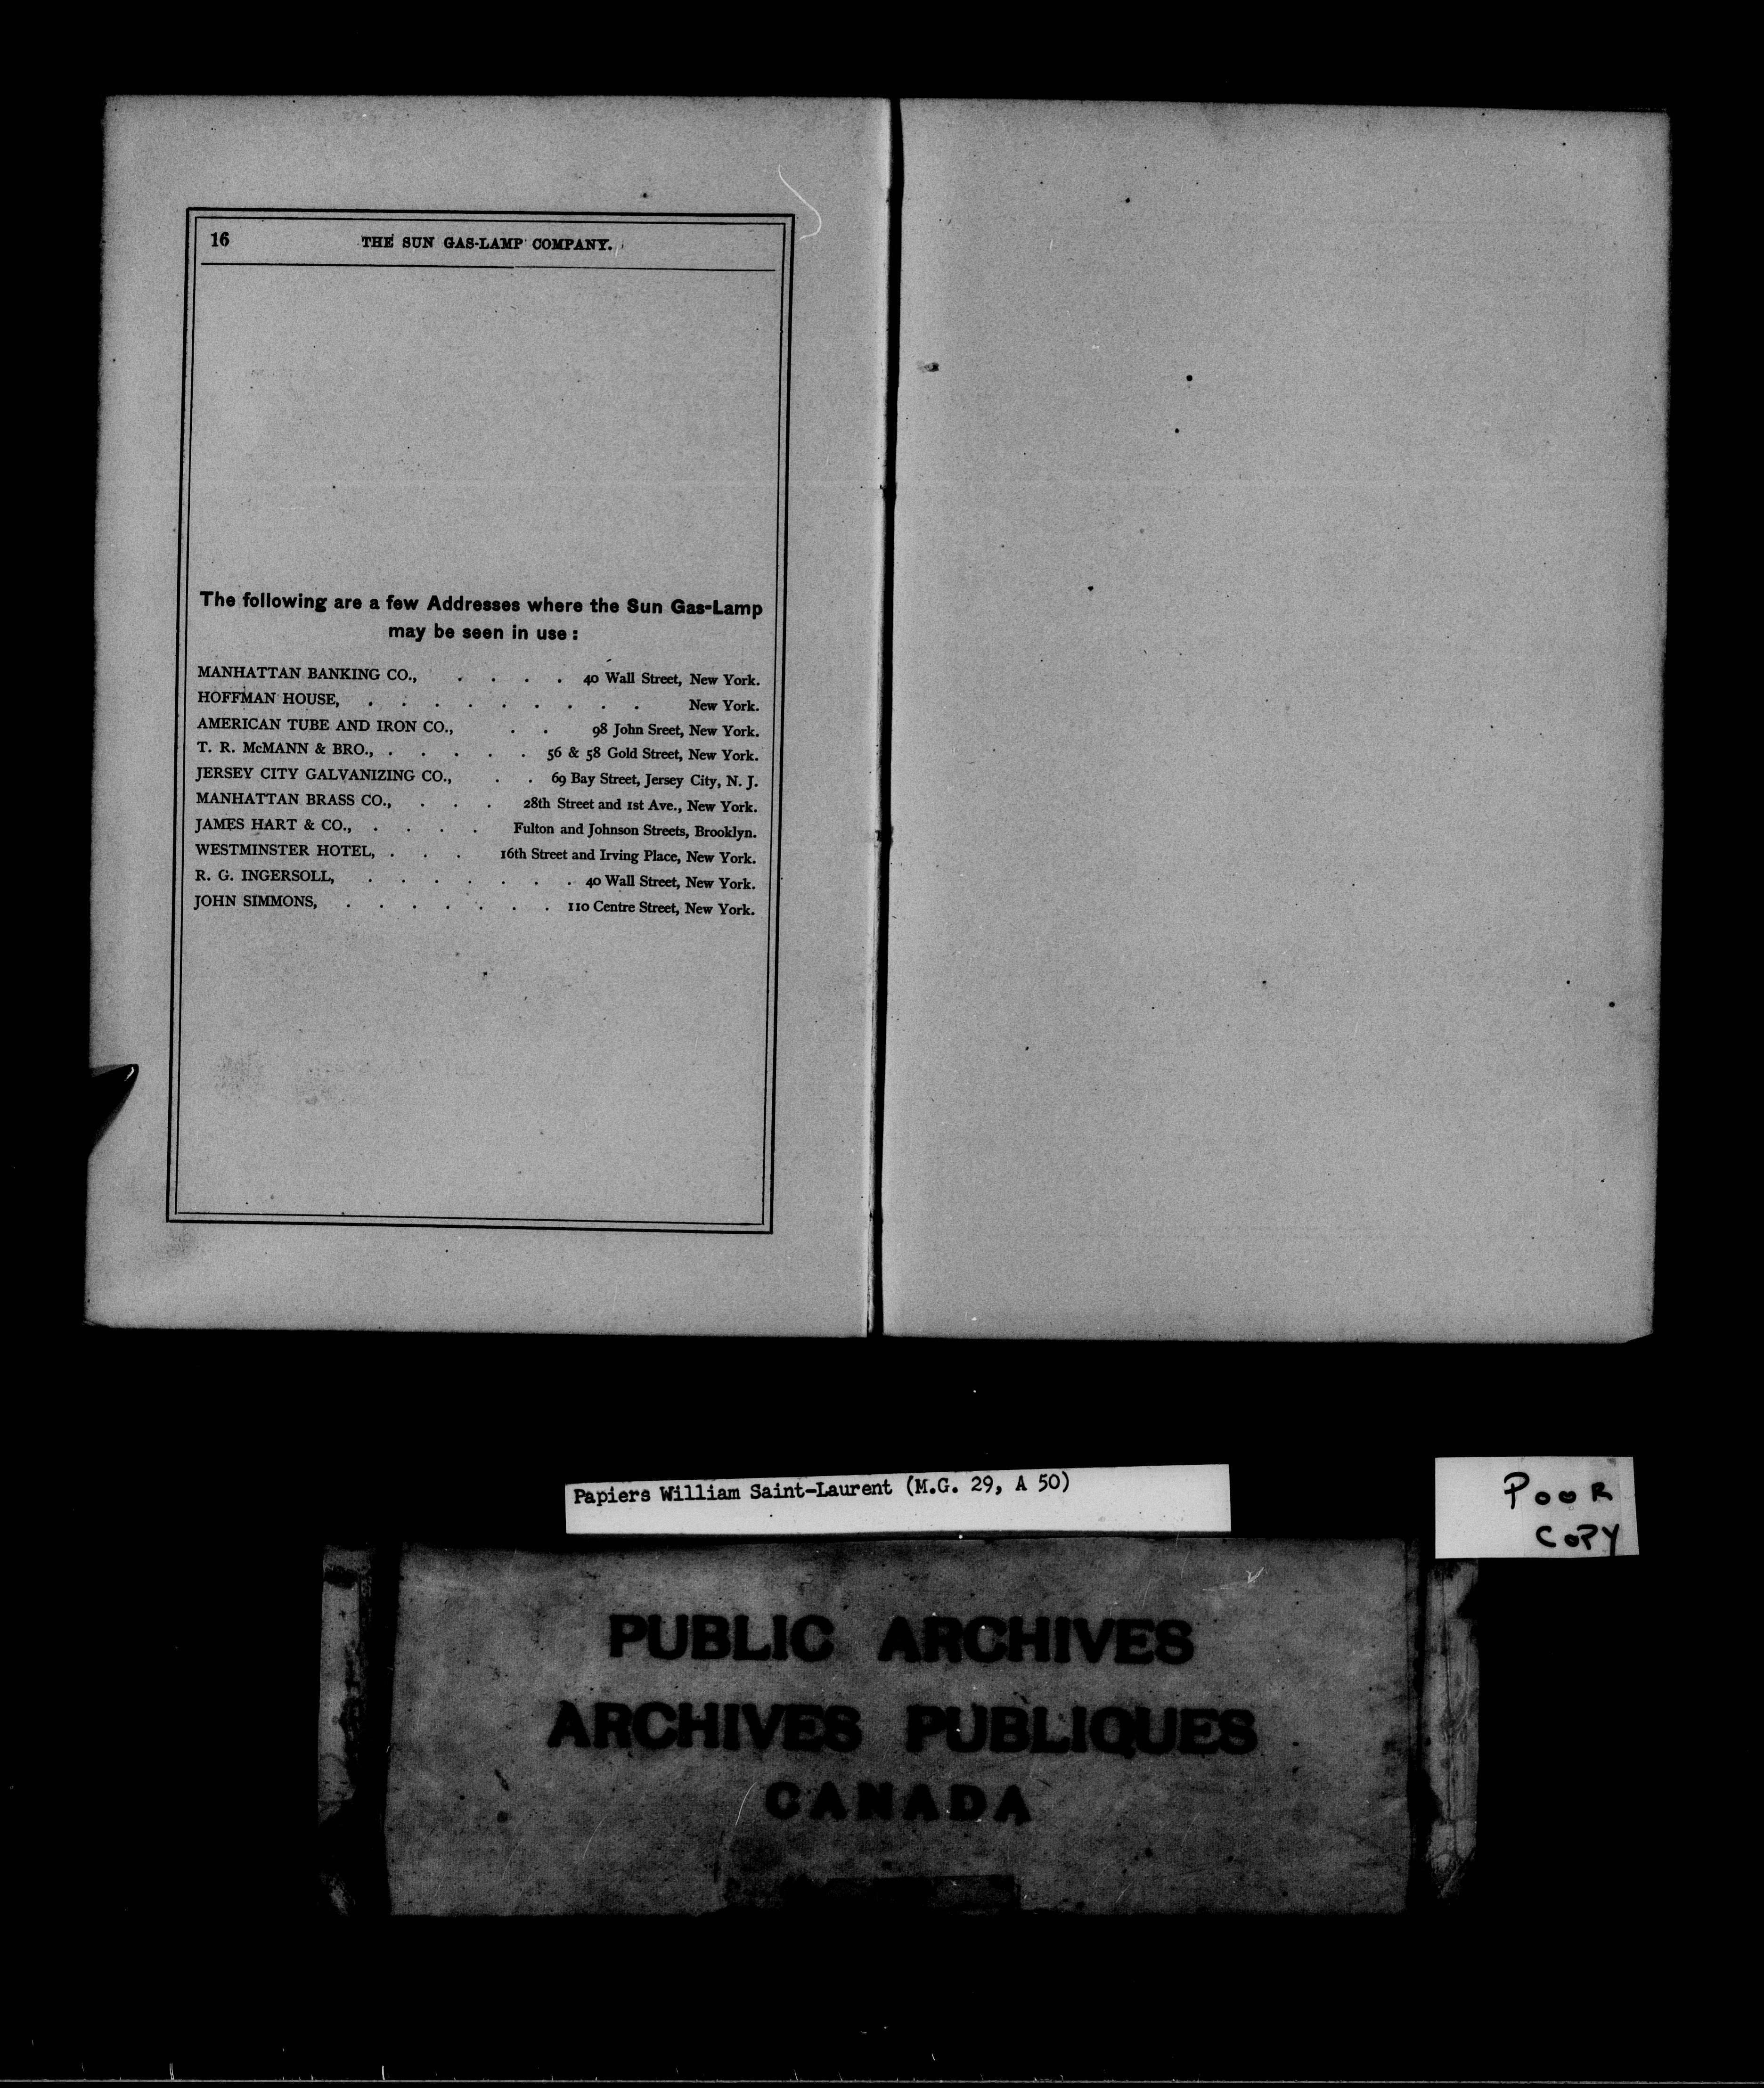 16 THE SUN GAS-LAMP COMPANY.
The following are a few Addresses where the Sun Gas-Lamp
may be seen in use :
MANHATTAN BANKING CO., . . . . 40 Wall Street, New York.
HOFFMAN HOUSE, . . . . . . . . . New York.
AMERICAN TUBE AND IRON CO., . . 98 John Sreet, New York.
T. R. McMANN & BRO., . . . . . 56 & 58 Gold Street, New York.
JERSEY CITY GALVANIZING CO., . . 69 Bay Street, Jersey City, N. J.
MANHATTAN BRASS CO., . . . 28th Street and 1st Ave., New York.
JAMES HART & CO., . . . . Fulton and Johnson Streets, Brooklyn.
WESTMINSTER HOTEL, . . . 16th Street and Irving Place, New York.
R. G. INGERSOLL, . . . . . . . 40 Wall Street, New York.
JOHN SIMMONS, . . . . . . . 110 Centre Street, New York.
Papiers William Saint-Laurent (M.G. 29, A 50)
POOR
COPY
PUBLIC ARCHIVES
ARCHIVES PUBLIQUES
CANADA